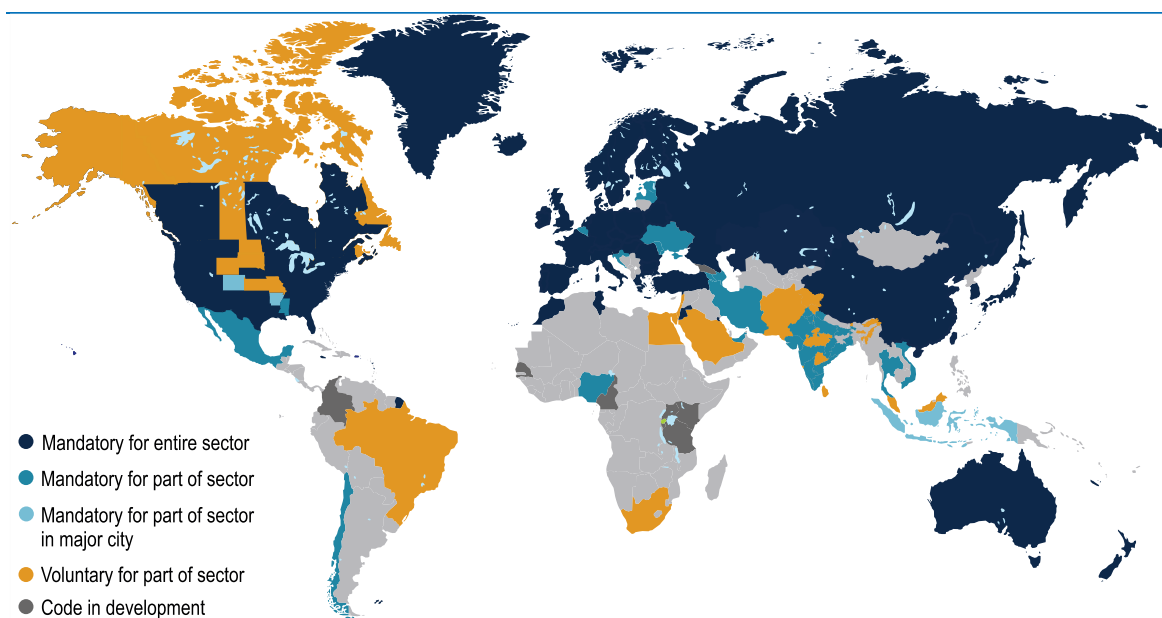 Mandatory for entire sector
Mandatory for part of sector
Mandatory for part of sector
in major city
Voluntary for part of sector
Code in development